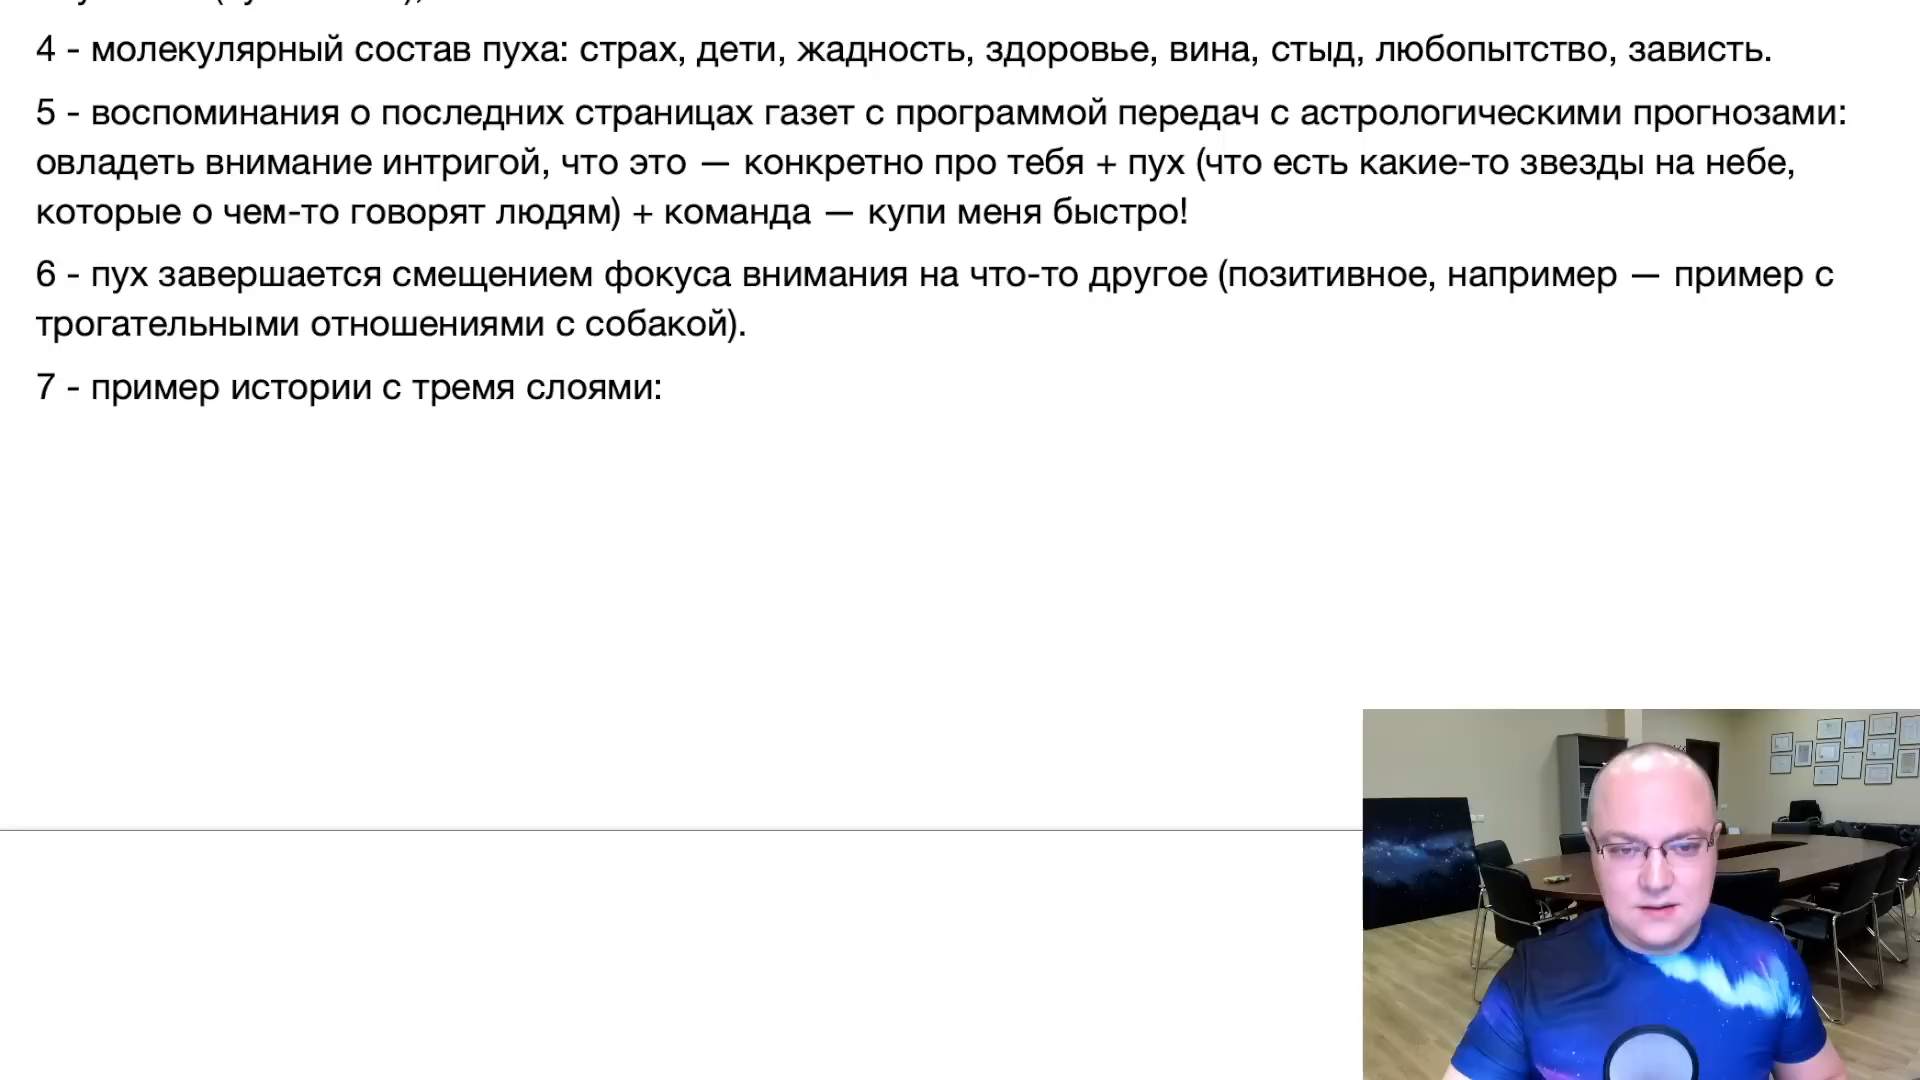 4 - молекулярный состав пуха: страх, дети, жадность, здоровье, вина, стыд, любопытство, зависть.
5 - воспоминания о последних страницах газет с программой передач с астрологическими прогнозами:
овладеть внимание интригой, что это — конкретно про тебя + пух (что есть какие-то звезды на небе,
которые о чем-то говорят людям) + команда — купи меня быстро!
6 - пух завершается смещением фокуса внимания на что-то другое (позитивное, например — пример с
трогательными отношениями с собакой).
7 - пример истории с тремя слоями: